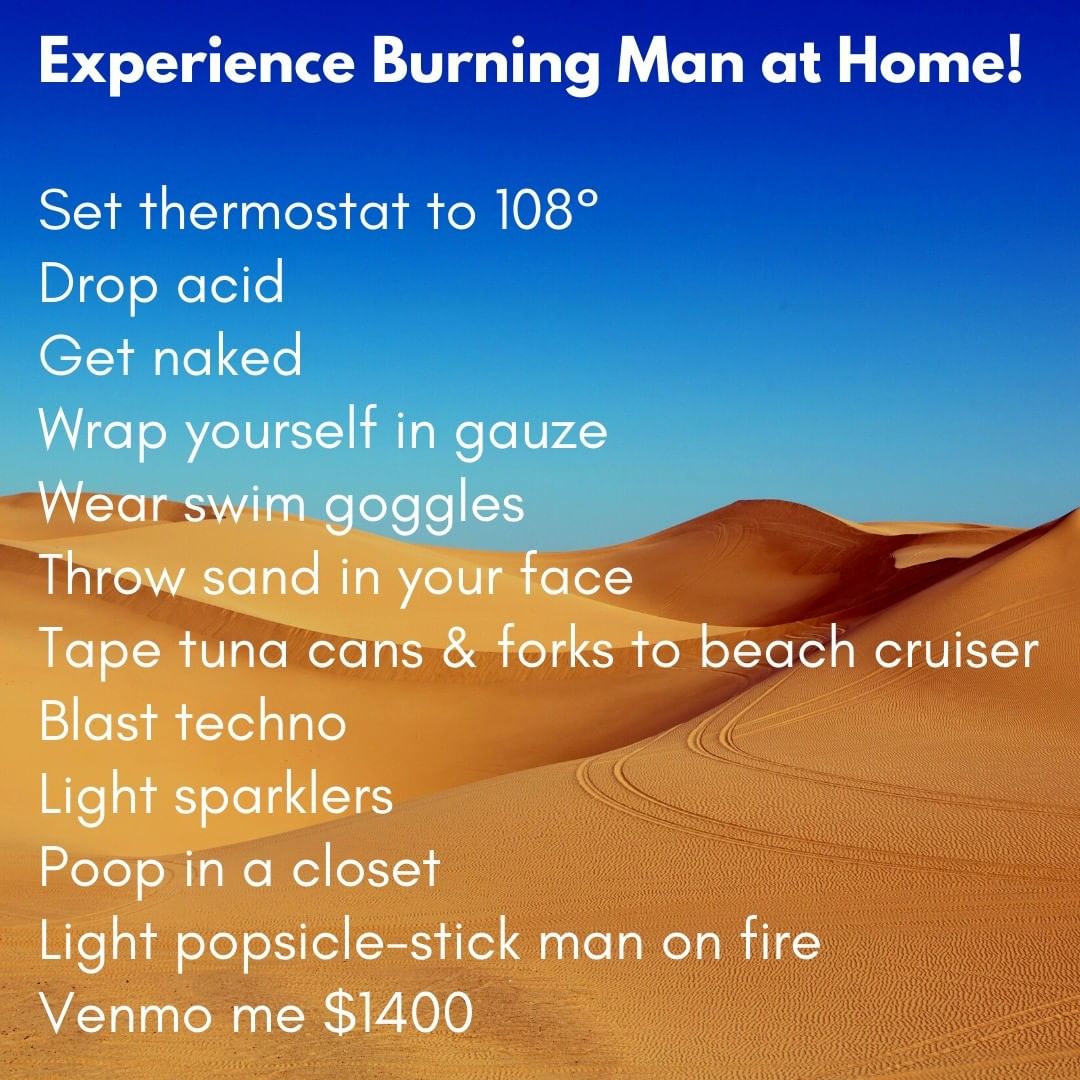 Experience Burning Man at Home!
Set thermostat to 108°
Drop acid
Get naked
Wrap yourself in gauze
Wear swim goggles
Throw sand in your face
Tape tuna cans & forks to beach cruiser
Blast techno
Light sparklers
Poop in a closet
Light popsicle-stick man on fire
Venmo me $1400